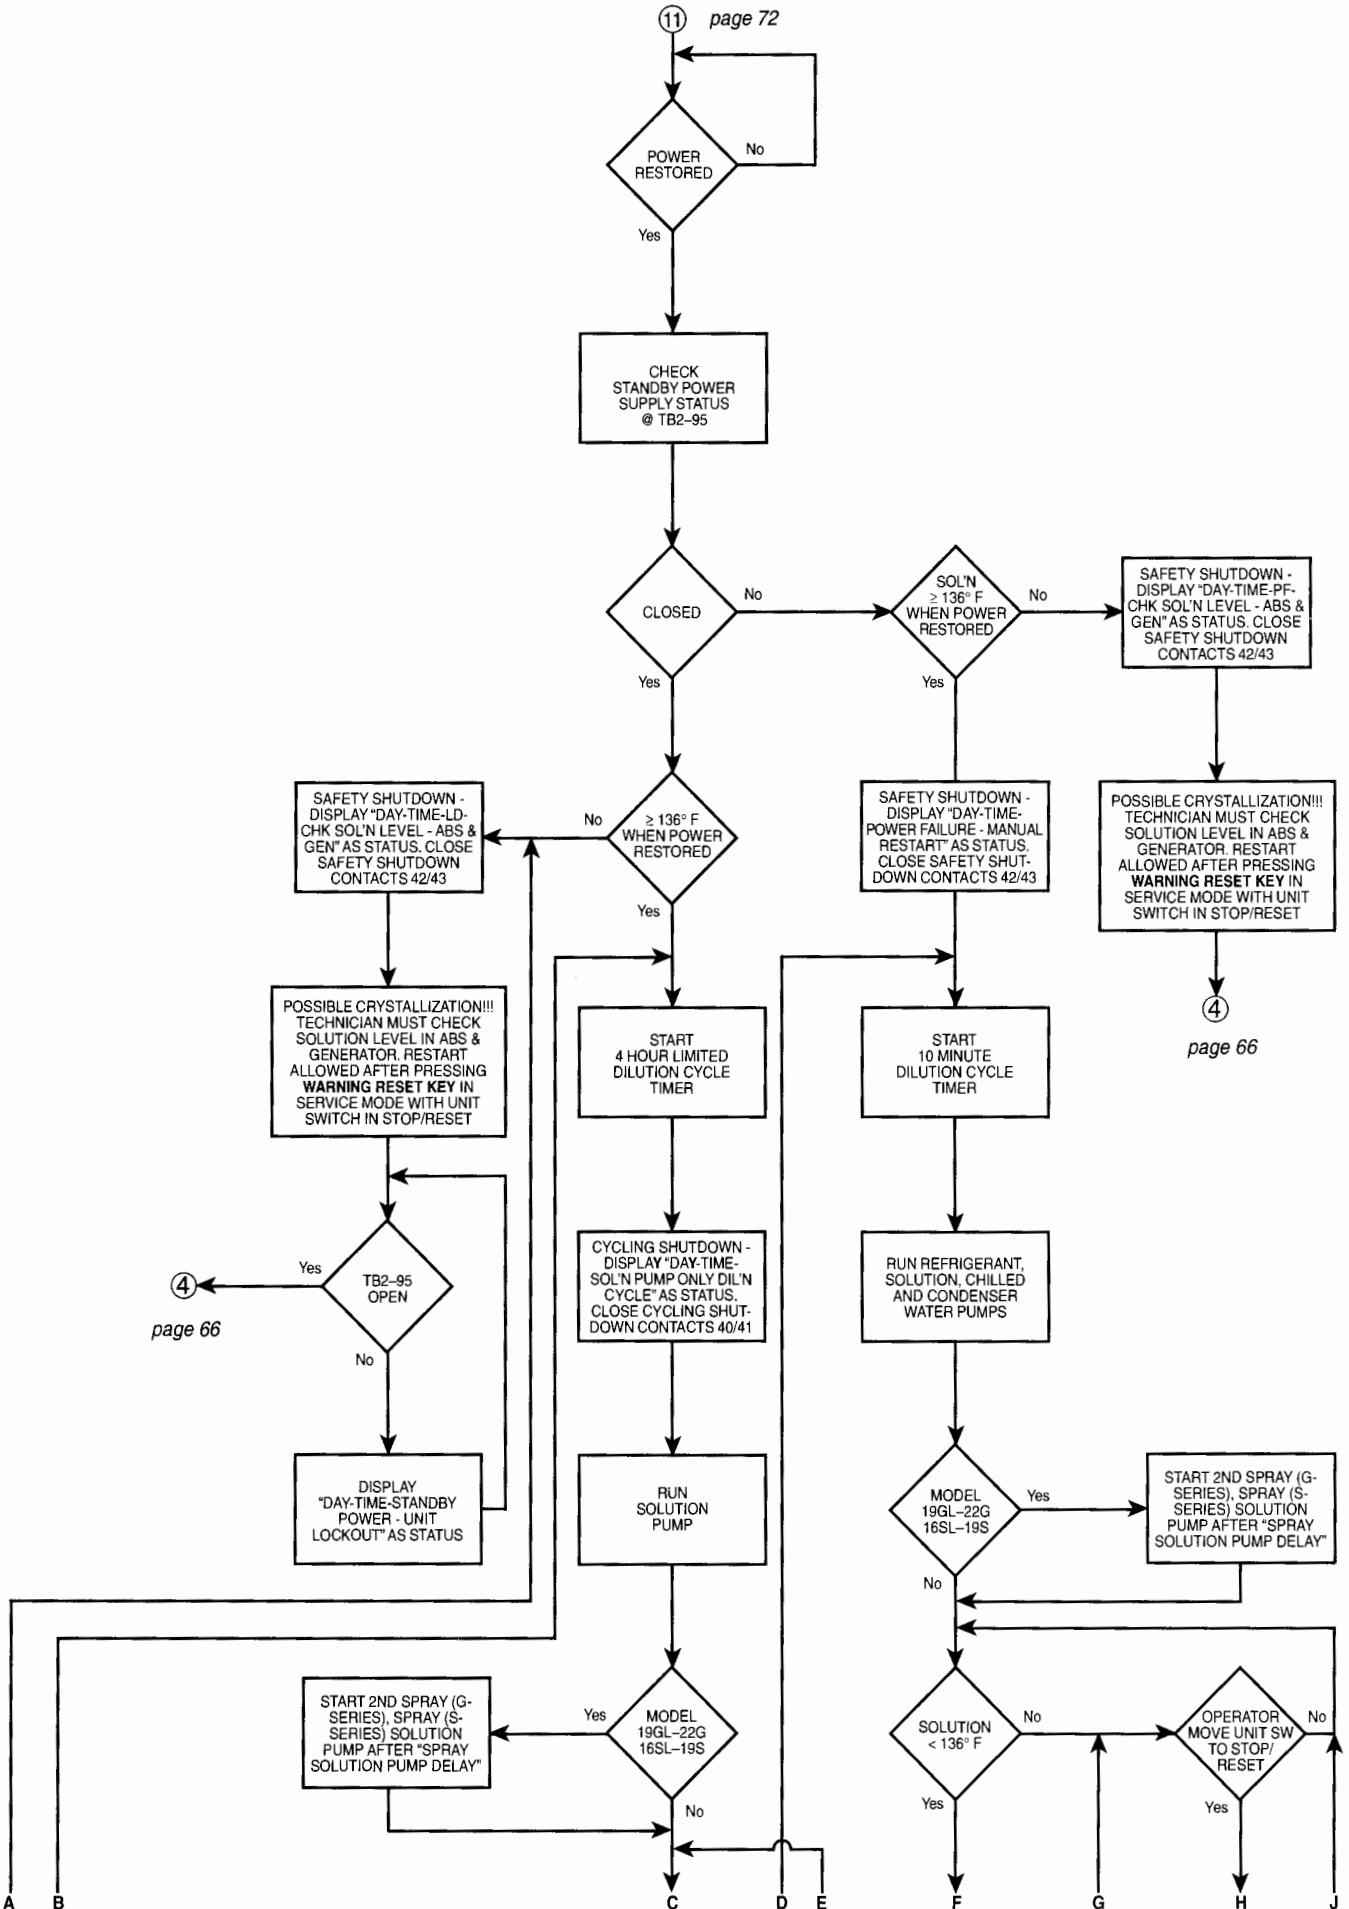 11 page 72
POWER
RESTORED
No
Yes
CHECK
STANDBY POWER
SUPPLY STATUS
@ TB2–95
CLOSED
No
Yes
SOL'N
≥ 136° F
WHEN POWER
RESTORED
No
Yes
SAFETY SHUTDOWN -
DISPLAY "DAY-TIME-PF-
CHK SOL'N LEVEL - ABS &
GEN" AS STATUS. CLOSE
SAFETY SHUTDOWN
CONTACTS 42/43
SAFETY SHUTDOWN -
DISPLAY "DAY-TIME-LD-
CHK SOL'N LEVEL - ABS &
GEN" AS STATUS. CLOSE
SAFETY SHUTDOWN
CONTACTS 42/43
No
≥ 136° F
WHEN POWER
RESTORED
Yes
SAFETY SHUTDOWN -
DISPLAY "DAY-TIME-
POWER FAILURE - MANUAL
RESTART" AS STATUS.
CLOSE SAFETY SHUT-
DOWN CONTACTS 42/43
POSSIBLE CRYSTALLIZATION!!!
TECHNICIAN MUST CHECK
SOLUTION LEVEL IN ABS &
GENERATOR. RESTART
ALLOWED AFTER PRESSING
WARNING RESET KEY IN
SERVICE MODE WITH UNIT
SWITCH IN STOP/RESET
4
page 66
POSSIBLE CRYSTALLIZATION!!!
TECHNICIAN MUST CHECK
SOLUTION LEVEL IN ABS &
GENERATOR. RESTART
ALLOWED AFTER PRESSING
WARNING RESET KEY IN
SERVICE MODE WITH UNIT
SWITCH IN STOP/RESET
START
4 HOUR LIMITED
DILUTION CYCLE
TIMER
START
10 MINUTE
DILUTION CYCLE
TIMER
4
page 66
Yes
TB2–95
OPEN
No
CYCLING SHUTDOWN -
DISPLAY "DAY-TIME-
SOL'N PUMP ONLY DIL'N
CYCLE" AS STATUS.
CLOSE CYCLING SHUT-
DOWN CONTACTS 40/41
RUN REFRIGERANT,
SOLUTION, CHILLED
AND CONDENSER
WATER PUMPS
DISPLAY
"DAY-TIME-STANDBY
POWER - UNIT
LOCKOUT" AS STATUS
RUN
SOLUTION
PUMP
MODEL
19GL–22G
16SL–19S
Yes
No
START 2ND SPRAY (G-
SERIES), SPRAY (S-
SERIES) SOLUTION
PUMP AFTER "SPRAY
SOLUTION PUMP DELAY"
START 2ND SPRAY (G-
SERIES), SPRAY (S-
SERIES) SOLUTION
PUMP AFTER "SPRAY
SOLUTION PUMP DELAY"
Yes
MODEL
19GL–22G
16SL–19S
No
SOLUTION
< 136° F
No
Yes
OPERATOR
MOVE UNIT SW
TO STOP/
RESET
No
Yes
A B C D E F G H J